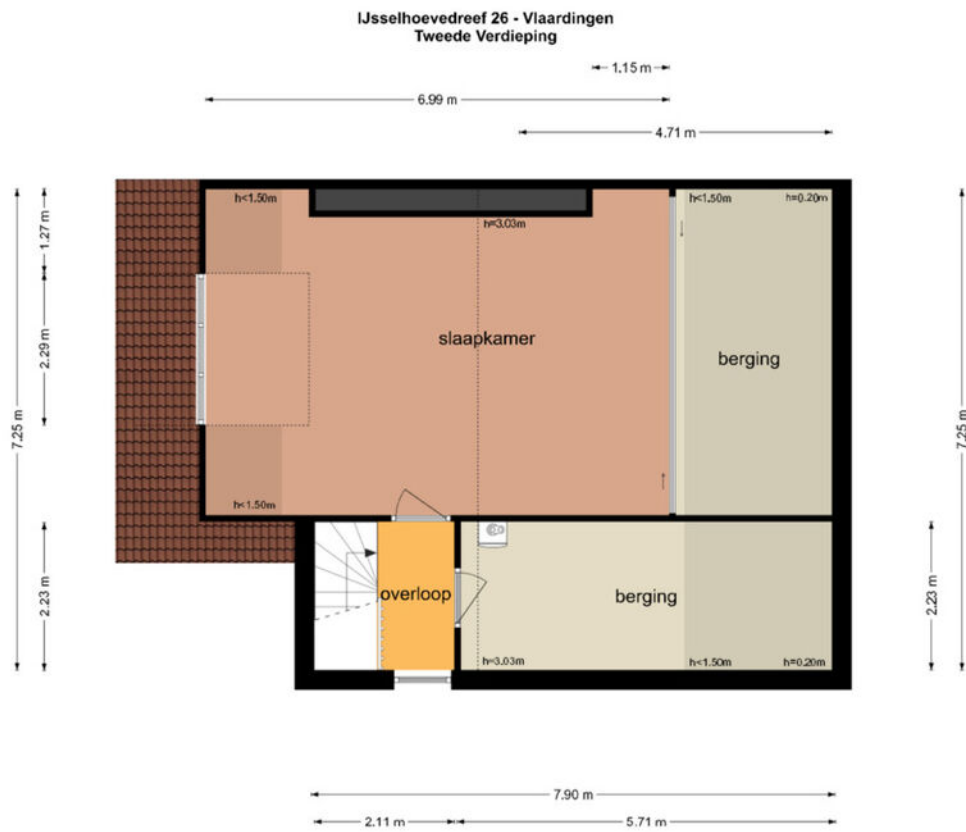 IJsselhoevedreef 26 - Vlaardingen
Tweede Verdieping
1.15 m
6.99 m
4.71 m
h<1.50m
h<1.50m
h=0.20m
h=3.03m
1.27 m
2.29 m
7.25 m
7.25 m
slaapkamer
berging
h<1.50m
2.23 m
overloop
berging
2.23 m
h=3.03m
h<1.50m
h=0.20m
7.90 m
2.11 m
5.71 m